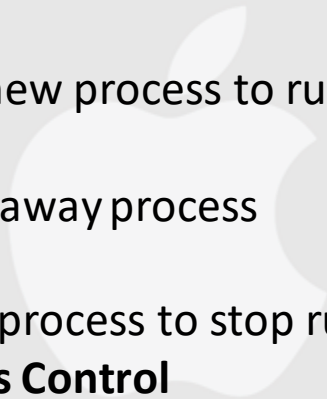 new process to ru
away process
process to stop ru
s Control